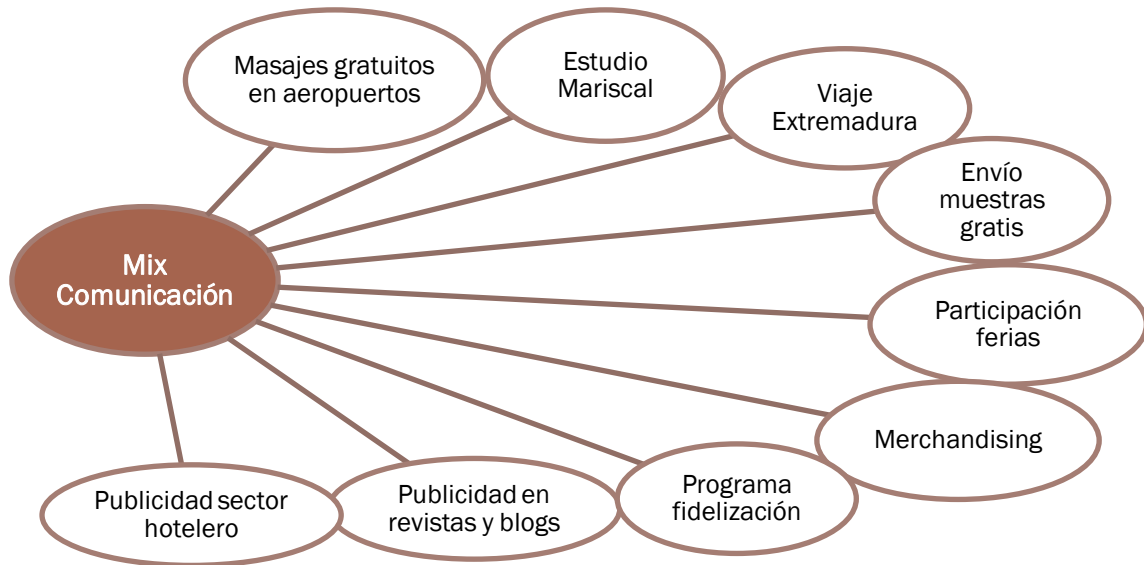 Masajes gratuitos
en aeropuertos
Estudio
Mariscal
Viaje
Extremadura
Envío
muestras
gratis
Mix
Comunicación
Participación
ferias
Merchandising
Programa
fidelización
Publicidad en
revistas y blogs
Publicidad sector
hotelero